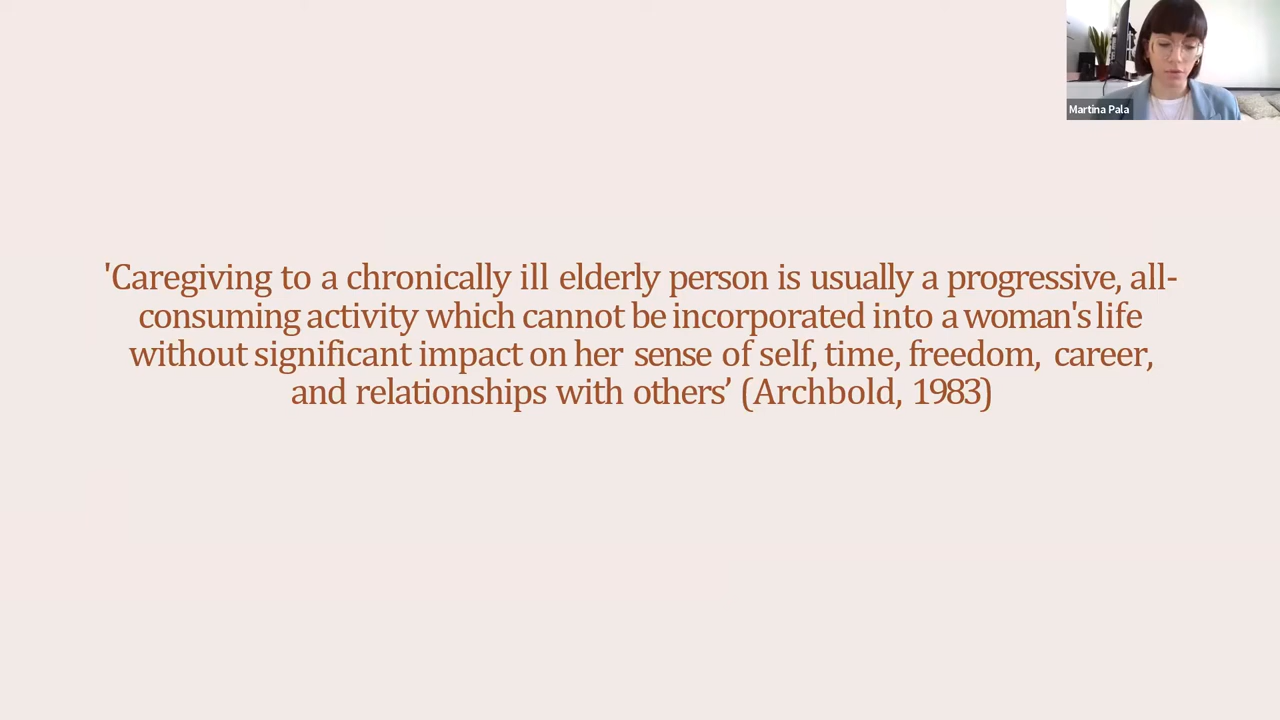 Martina Pala
'Caregiving to a chronically ill elderly person is usually a progressive, all-
consuming activity which cannot be incorporated into a woman's life
without significant impact on her sense of self, time, freedom, career,
and relationships with others’ (Archbold, 1983)